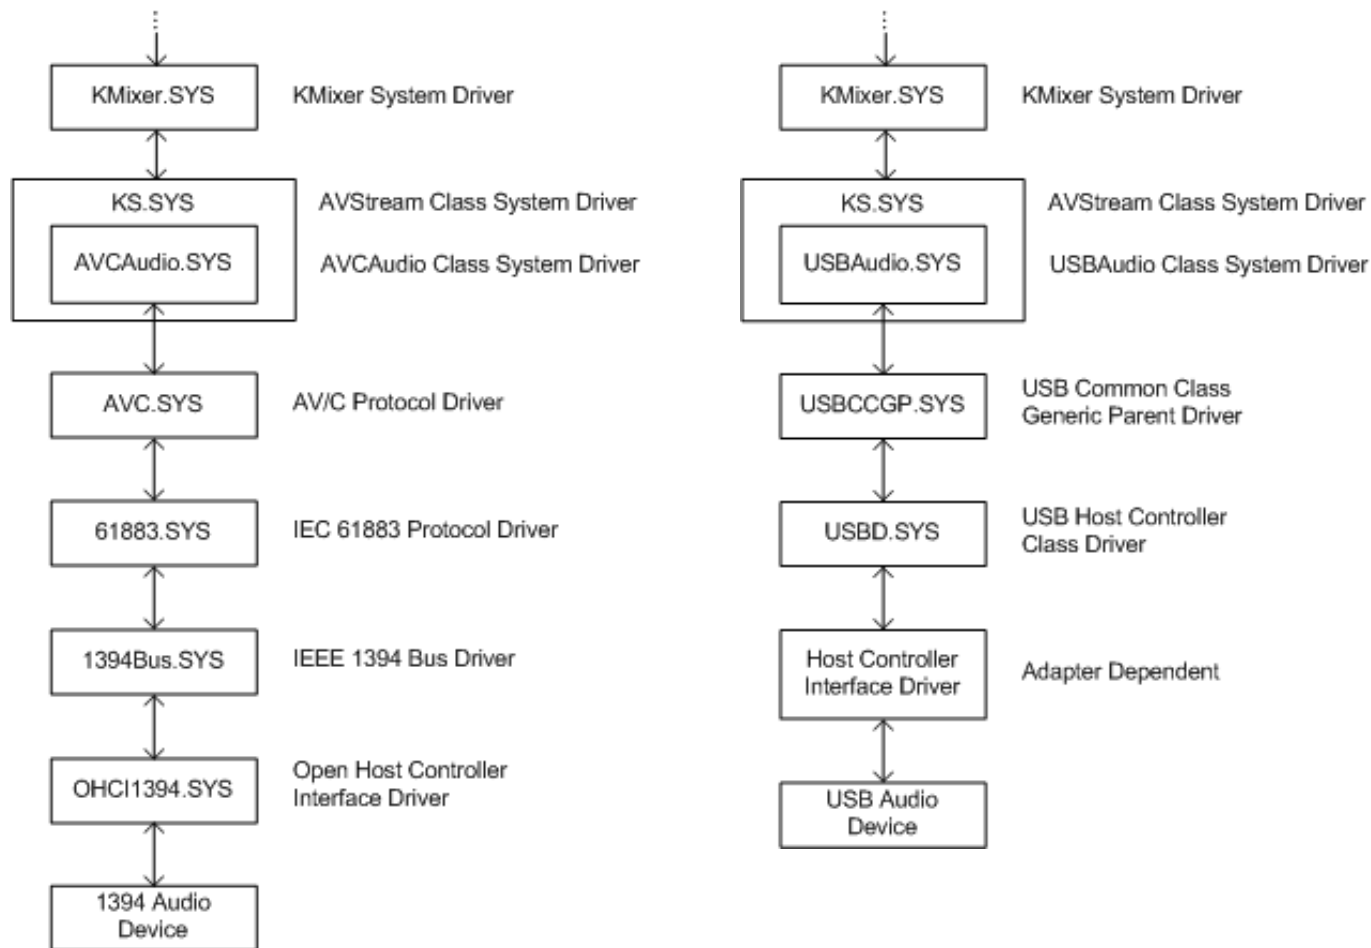 KMixer.SYS
KMixer System Driver
KS.SYS
AVStream Class System Driver
AVCAudio.SYS
AVCAudio Class System Driver
AVC.SYS
AV/C Protocol Driver
61883.SYS
IEC 61883 Protocol Driver
1394Bus.SYS
IEEE 1394 Bus Driver
OHCI1394.SYS
Open Host Controller
Interface Driver
1394 Audio
Device
KMixer.SYS
KMixer System Driver
KS.SYS
AVStream Class System Driver
USBAudio.SYS
USBAudio Class System Driver
USBCCGP.SYS
USB Common Class
Generic Parent Driver
USBD.SYS
USB Host Controller
Class Driver
Host Controller
Interface Driver
Adapter Dependent
USB Audio
Device